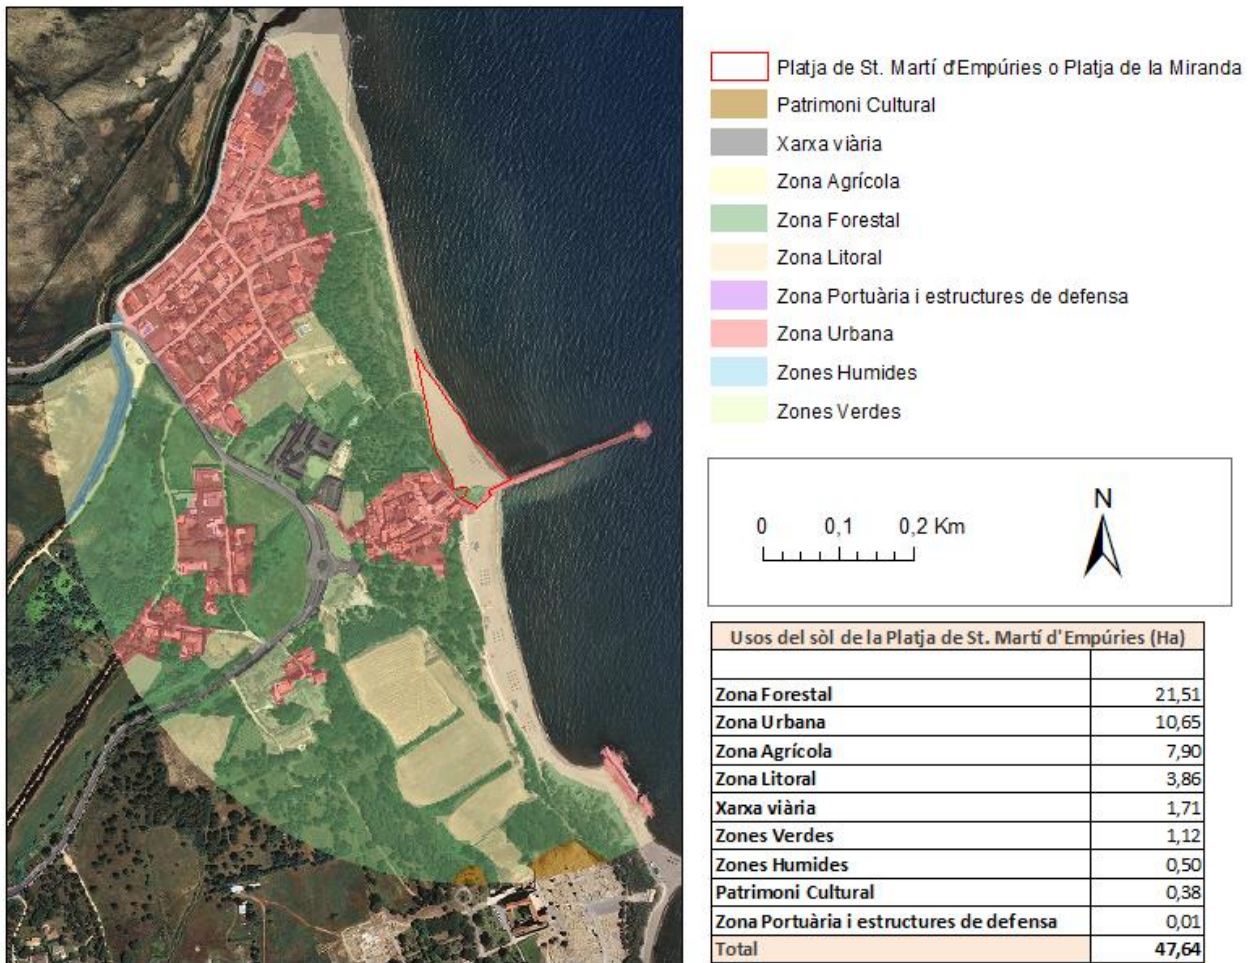 Platja de St. Martí d'Empúries o Platja de la Miranda
Patrimoni Cultural
Xarxa viària
Zona Agrícola
Zona Forestal
Zona Litoral
Zona Portuària i estructures de defensa
Zona Urbana
Zones Humides
Zones Verdes
0 0,1 0,2 Km
N
Usos del sòl de la Platja de St. Martí d'Empúries (Ha)
Zona Forestal 21,51
Zona Urbana 10,65
Zona Agrícola 7,90
Zona Litoral 3,86
Xarxa viària 1,71
Zones Verdes 1,12
Zones Humides 0,50
Patrimoni Cultural 0,38
Zona Portuària i estructures de defensa 0,01
Total 47,64